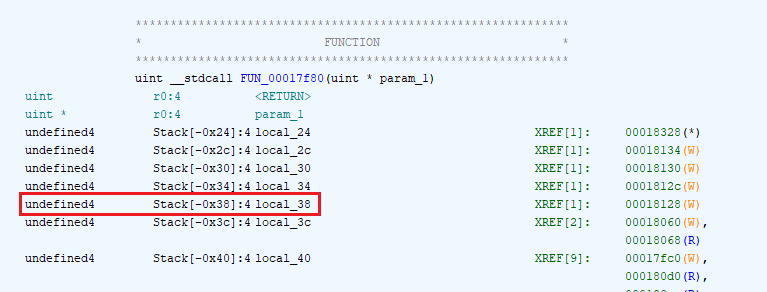 ************************************************************
* FUNCTION *
************************************************************
uint __stdcall FUN_00017f80(uint * param_1)
uint r0:4 <RETURN>
uint * r0:4 param_1
undefined4 Stack[-0x24]:4 local_24 XREF[1]: 00018328(*)
undefined4 Stack[-0x2c]:4 local_2c XREF[1]: 00018134(W)
undefined4 Stack[-0x30]:4 local_30 XREF[1]: 00018130(W)
undefined4 Stack[-0x34]:4 local_34 XREF[1]: 0001812c(W)
undefined4 Stack[-0x38]:4 local_38 XREF[1]: 00018128(W)
undefined4 Stack[-0x3c]:4 local_3c XREF[2]: 00018060(W),
00018068(R)
undefined4 Stack[-0x40]:4 local_40 XREF[9]: 00017fc0(W),
000180d0(R),